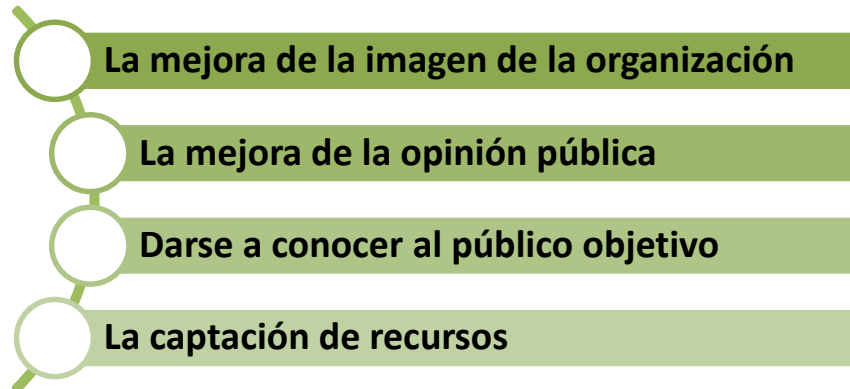 La mejora de la imagen de la organización
La mejora de la opinión pública
Darse a conocer al público objetivo
La captación de recursos